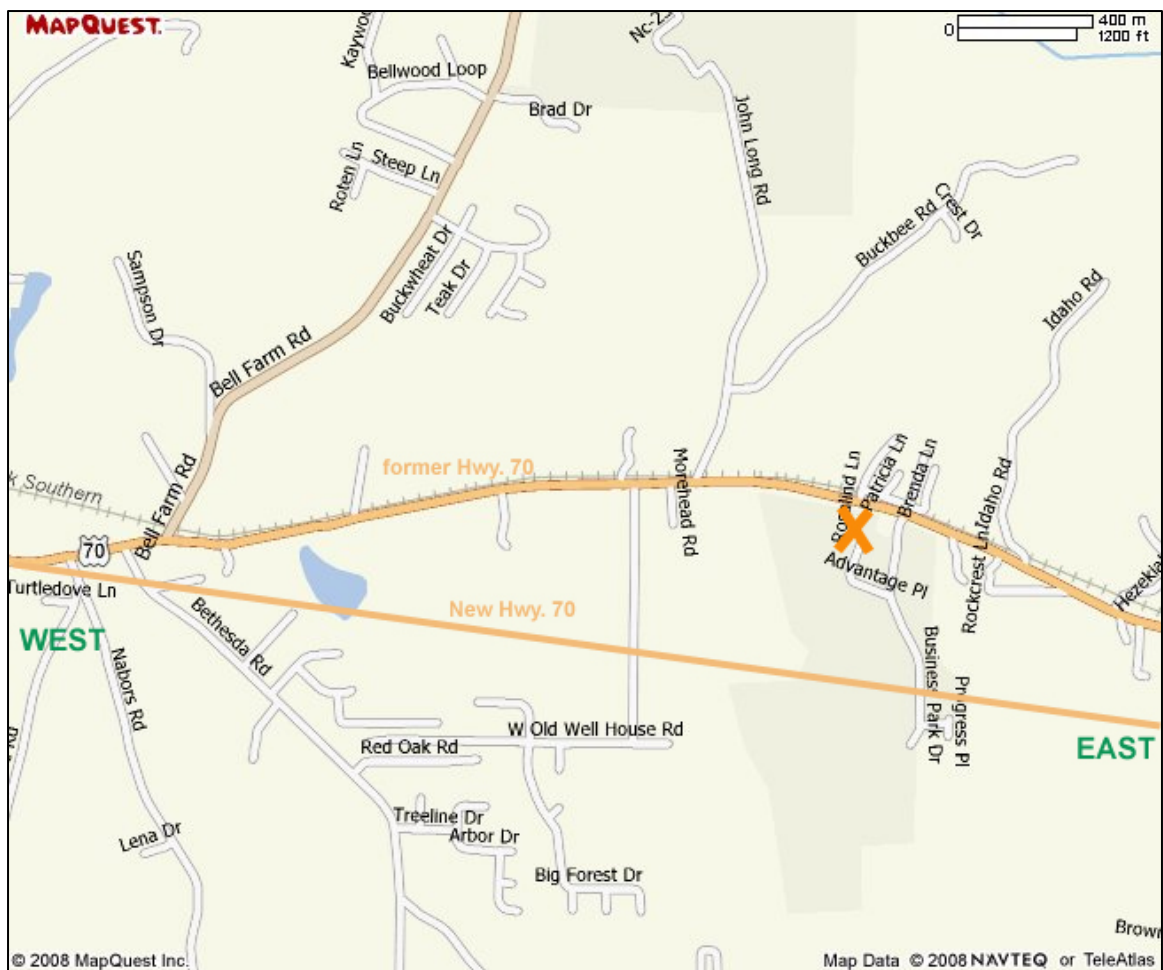 MAPQUEST.
400 m
0
1200 ft
Nc-2
Kaywo
Bellwood Loop
Brad Dr
John Long Rd
Steep Ln
Roten Ln
Crest Dr
Buckbee Rd
Buckwheat Dr
Teak Dr
Sampson Dr
Idaho Rd
Bell Farm Rd
former Hwy. 70
Patricia Ln
Brenda Ln
k Southern
Bell Farm Rd
Morehead Rd
Idaho Rd
70
Advantage Pl
Rockcrest Ln
Hezekiah
Turtledove Ln
Bethesda Rd
New Hwy. 70
WEST
Nabors Rd
Business Park Dr
Progress Pl
W Old Well House Rd
Red Oak Rd
EAST
Treeline Dr
Lena Dr
Arbor Dr
Big Forest Dr
Brown
© 2008 MapQuest Inc.
Map Data © 2008 NAVTEQ or TeleAtlas